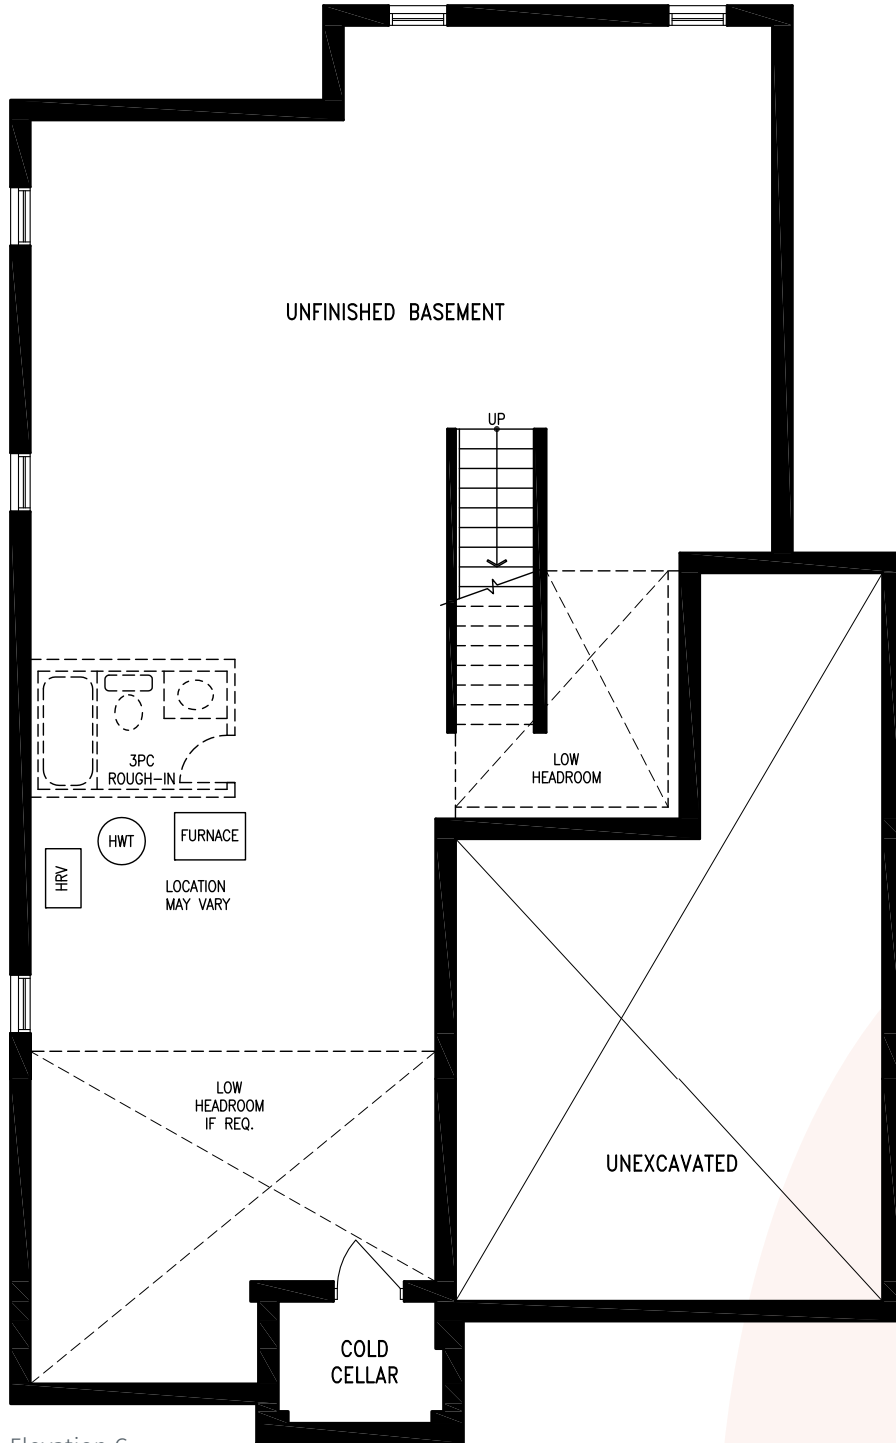 UNFINISHED BASEMENT
UP
3PC
ROUGH-IN
LOW
HEADROOM
HWT
FURNACE
HRV
LOCATION
MAY VARY
LOW
HEADROOM
IF REQ.
UNEXCAVATED
COLD
CELLAR